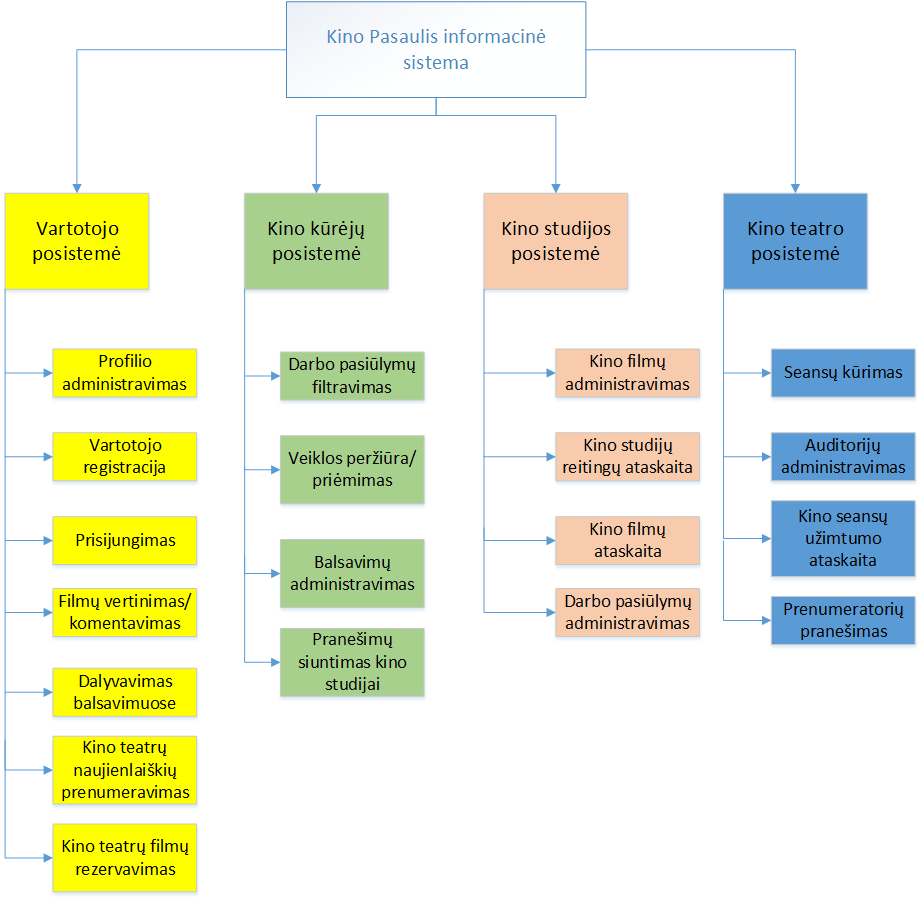 Kino Pasaulis informacinė
sistema
Vartotojo
posistemė
Profilio
administravimas
Vartotojo
registracija
Prisijungimas
Filmų vertinimas/
komentavimas
Dalyvavimas
balsavimuose
Kino teatrų
naujienlaiškių
prenumeravimas
Kino teatrų filmų
rezervavimas
Kino kūrėjų
posistemė
Darbo pasiūlymų
filtravimas
Veiklos peržiūra/
priėmimas
Balsavimų
administravimas
Pranešimų
siuntimas kino
studijai
Kino studijos
posistemė
Kino filmų
administravimas
Kino studijų
reitingų ataskaita
Kino filmų
ataskaita
Darbo pasiūlymų
administravimas
Kino teatro
posistemė
Seansų kūrimas
Auditorijų
administravimas
Kino seansų
užimtumo
ataskaita
Prenumeratorių
pranešimas